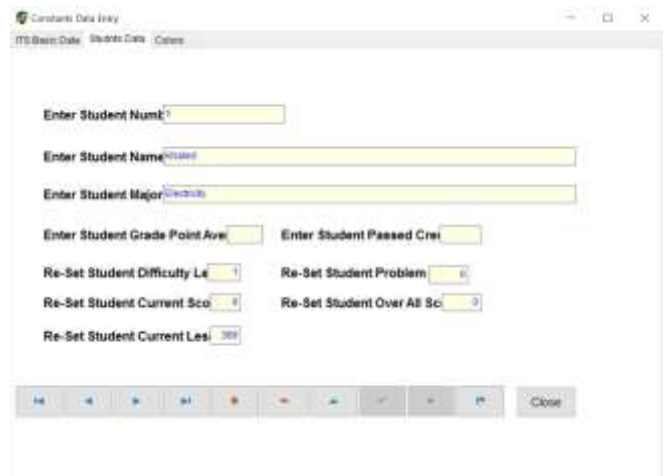 Constants Data Entry
ITS Basic Data Students Data Colors
Enter Student Numb 1
Enter Student Name Khaled
Enter Student Major Electricity
Enter Student Grade Point Ave Enter Student Passed Cre
Re-Set Student Difficulty Le 1 Re-Set Student Problem
Re-Set Student Current Sco Re-Set Student Over All Sc 0
Re-Set Student Current Les
Close